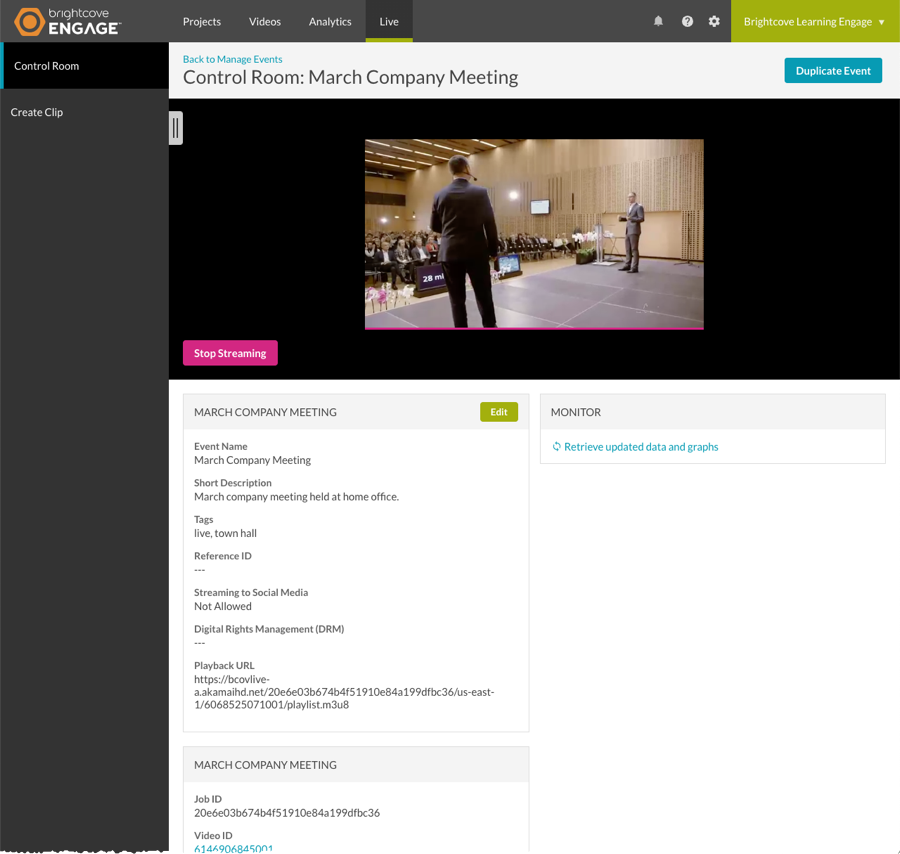 brightcove
ENGAGE
Projects Videos Analytics Live
Brightcove Learning Engage
Control Room
Create Clip
Back to Manage Events
Control Room: March Company Meeting
Duplicate Event
28
Stop Streaming
MARCH COMPANY MEETING
Edit
Event Name
March Company Meeting
Short Description
March company meeting held at home office.
Tags
live, town hall
Reference ID
---
Streaming to Social Media
Not Allowed
Digital Rights Management (DRM)
---
Playback URL
https://bcovlive-
a.akamaihd.net/20e6e03b674b4f51910e84a199dfbc36/us-east-
1/6068525071001/playlist.m3u8
MONITOR
Retrieve updated data and graphs
MARCH COMPANY MEETING
Job ID
20e6e03b674b4f51910e84a199dfbc36
Video ID
6146906845001